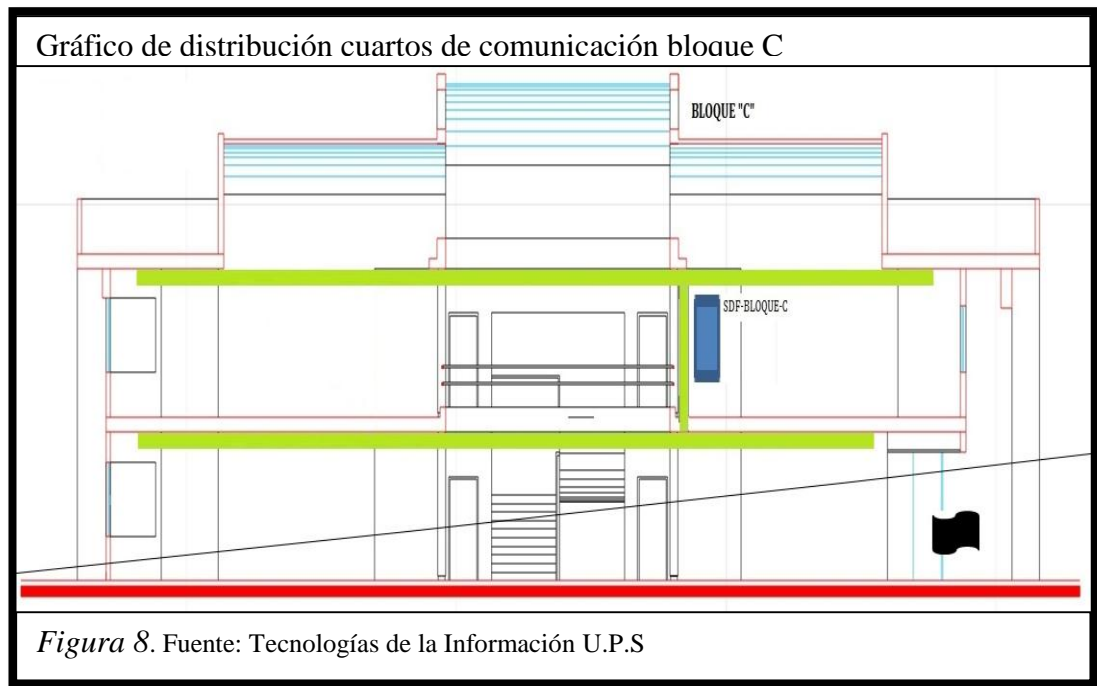 Gráfico de distribución cuartos de comunicación bloque C
BLOQUE "C"
SDF-BLOQUE-C
Figura 8. Fuente: Tecnologías de la Información U.P.S